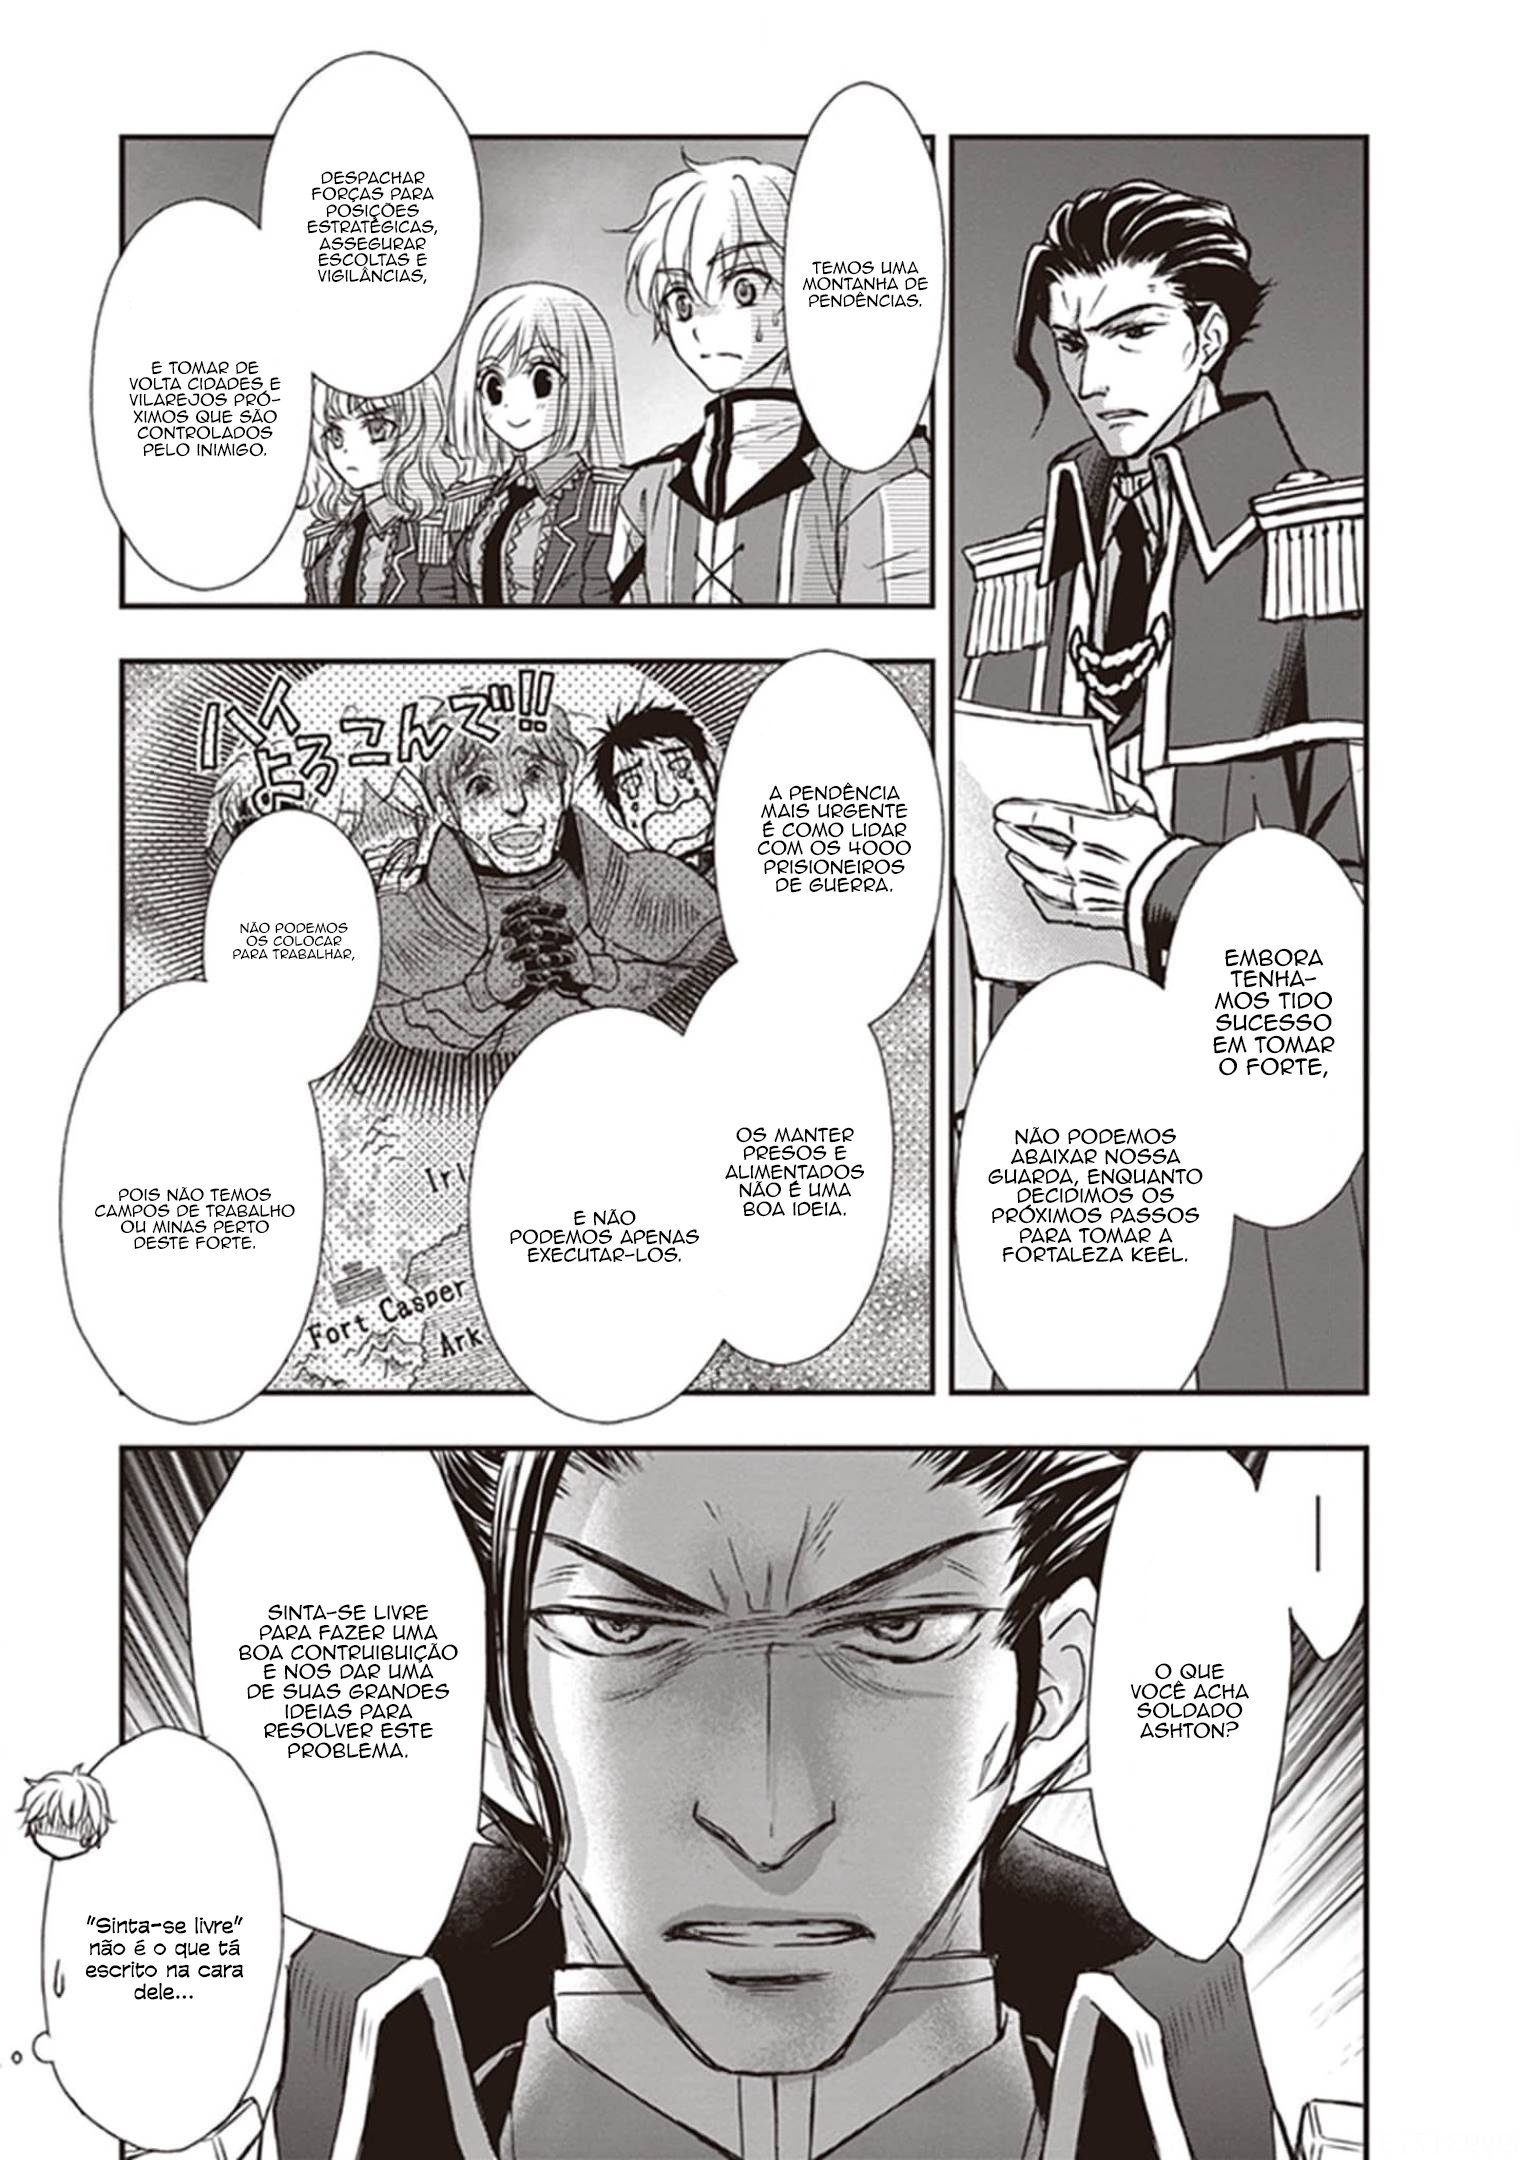 EMBORA
TENHA-
MOS TIDO
SUCESSO
EM TOMAR
O FORTE,
NÃO PODEMOS
ABAIXAR NOSSA
GUARDA, ENQUANTO
DECIDIMOS OS
PRÓXIMOS PASSOS
PARA TOMAR A
FORTALEZA KEEL.
TEMOS UMA
MONTANHA DE
PENDÊNCIAS.
DESPACHAR
FORÇAS PARA
POSIÇÕES
ESTRATÉGICAS,
ASSEGURAR
ESCOLTAS E
VIGILÂNCIAS,
E TOMAR DE
VOLTA CIDADES E
VILAREJOS PRÓ-
XIMOS QUE SÃO
CONTROLADOS
PELO INIMIGO.
A PENDÊNCIA
MAIS URGENTE
É COMO LIDAR
COM OS 4000
PRISIONEIROS
DE GUERRA.
OS MANTER
PRESOS E
ALIMENTADOS
NÃO É UMA
BOA IDEIA.
E NÃO
PODEMOS APENAS
EXECUTAR-LOS.
ハイ
よろこんで!!
NÃO PODEMOS
OS COLOCAR
PARA TRABALHAR,
POIS NÃO TEMOS
CAMPOS DE TRABALHO
OU MINAS PERTO
DESTE FORTE.
Iri
Fort Casper
Ark
O QUE
VOCÊ ACHA
SOLDADO
ASHTON?
SINTA-SE LIVRE
PARA FAZER UMA
BOA CONTRUIBUIÇÃO
E NOS DAR UMA
DE SUAS GRANDES
IDEIAS PARA
RESOLVER ESTE
PROBLEMA.
"Sinta-se livre"
não é o que tá
escrito na cara
dele...